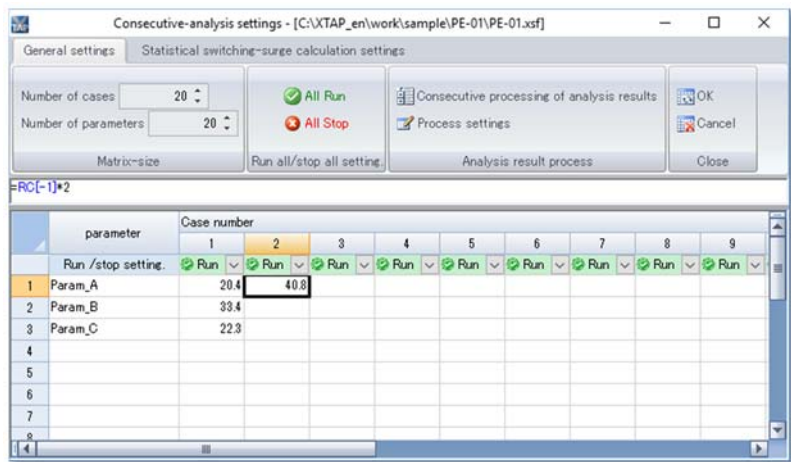 XTAP
Consecutive-analysis settings - [C:\XTAP_en\work\sample\PE-01\PE-01.xsf]
General settings Statistical switching-surge calculation settings
Number of cases 20 All Run Consecutive processing of analysis results OK
Number of parameters 20 All Stop Process settings Cancel
Matrix-size Run all/stop all setting. Analysis result process Close
=RC[-1]*2
parameter Case number
1 2 3 4 5 6 7 8 9
Run /stop setting. Run Run Run Run Run Run Run Run Run
1 Param_A 20.4 40.8
2 Param_B 33.4
3 Param_C 22.3
4
5
6
7
8